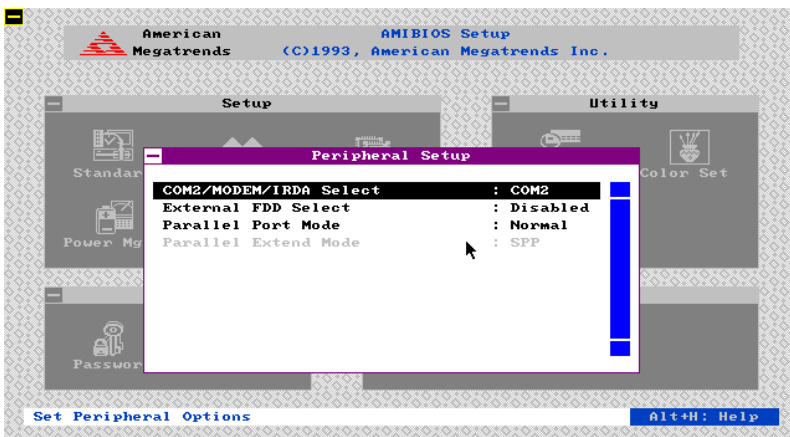 American
Megatrends
AMIBIOS Setup
(C)1993, American Megatrends Inc.
Setup
Utility
Standar
Color Set
Power Mg
Peripheral Setup
COM2/MODEM/IRDA Select : COM2
External FDD Select : Disabled
Parallel Port Mode : Normal
Parallel Extend Mode : SPP
Passwor
Set Peripheral Options
Alt+H: Help